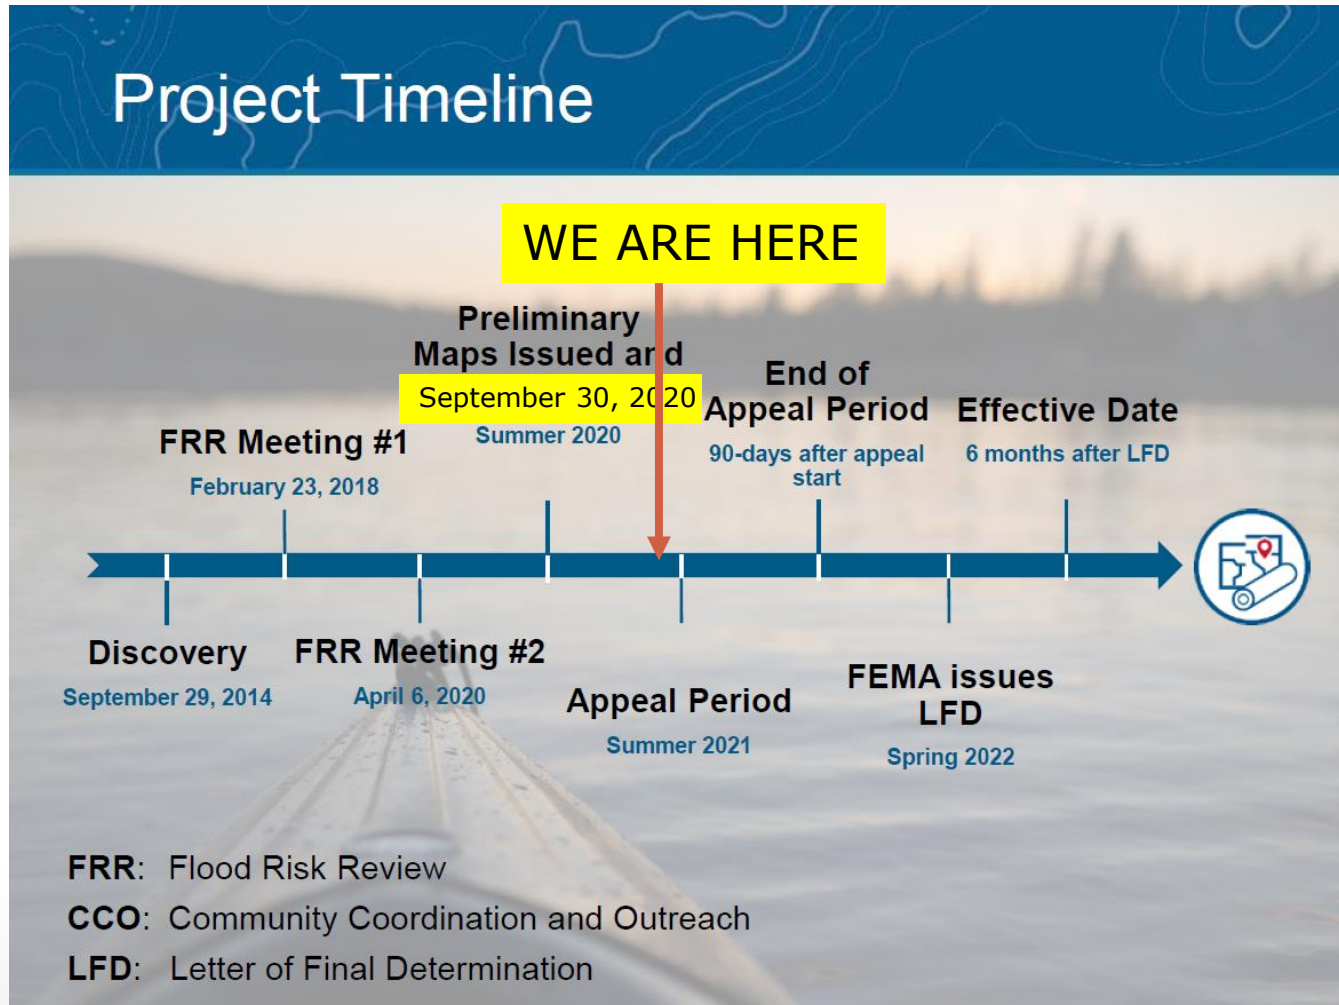 Project Timeline
WE ARE HERE
Preliminary
Maps Issued and
September 30, 2020
Summer 2020
End of
Appeal Period
90-days after appeal
start
Effective Date
6 months after LFD
FRR Meeting #1
February 23, 2018
Discovery
September 29, 2014
FRR Meeting #2
April 6, 2020
Appeal Period
Summer 2021
FEMA issues
LFD
Spring 2022
FRR: Flood Risk Review
CCO: Community Coordination and Outreach
LFD: Letter of Final Determination